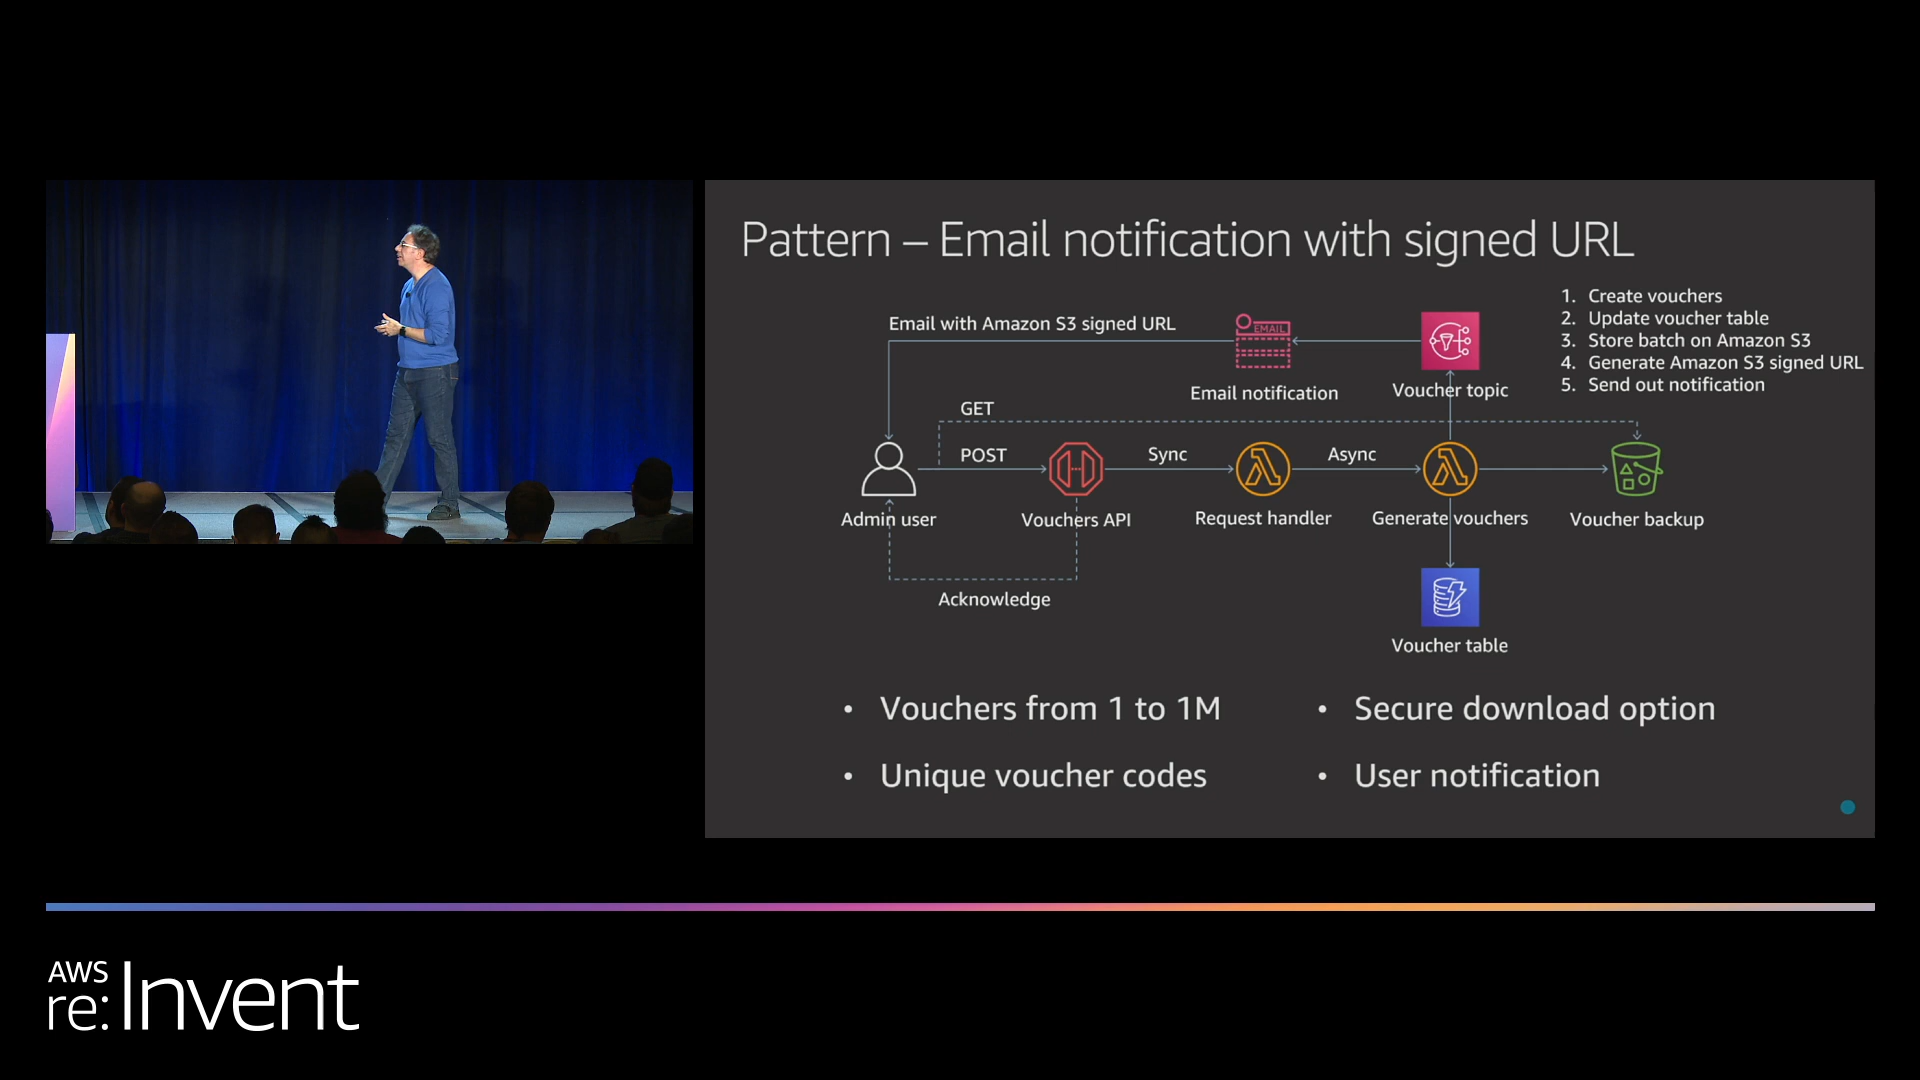 Pattern – Email notification with signed URL
1. Create vouchers
2. Update voucher table
3. Store batch on Amazon S3
4. Generate Amazon S3 signed URL
5. Send out notification
Email with Amazon S3 signed URL
EMAIL
Email notification
Voucher topic
GET
POST
Sync
Async
Admin user
Vouchers API
Request handler
Generate vouchers
Voucher backup
Acknowledge
Voucher table
• Vouchers from 1 to 1M
• Unique voucher codes
• Secure download option
• User notification
AWS
re:Invent